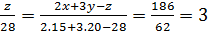 z/28 = 2x+3y−z/2.15+3.20−28 = 186/62 = 3